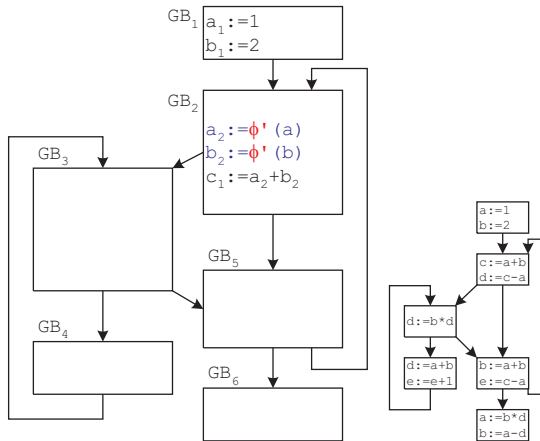 GB₁
a₁:=1
b₁:=2
GB₂
a₂:=ϕ'(a)
b₂:=ϕ'(b)
c₁:=a₂+b₂
GB₃
GB₅
GB₄
GB₆
a:=1
b:=2
c:=a+b
d:=c-a
d:=b*d
d:=a+b
e:=e+1
b:=a+b
e:=c-a
a:=b*d
b:=a-d